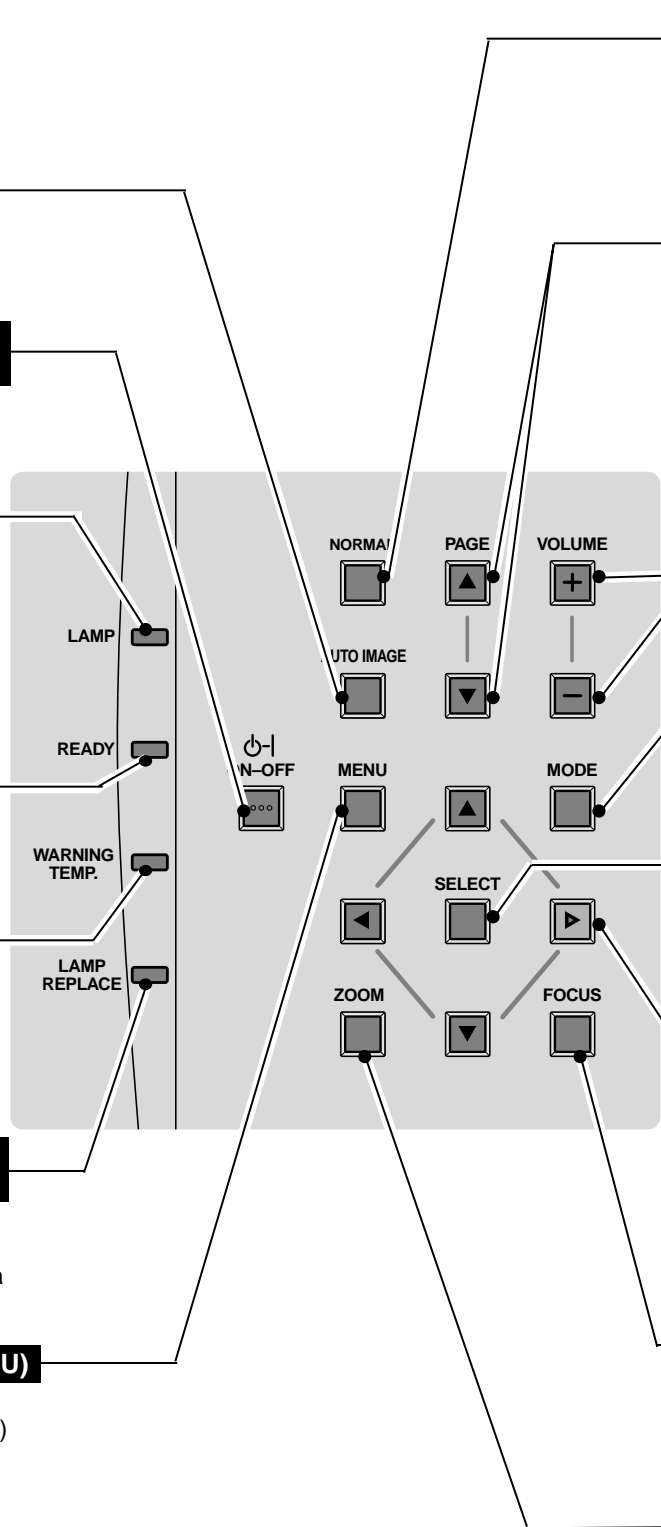 NORMAL
PAGE
VOLUME
LAMP
AUTO IMAGE
READY
ON–OFF
MENU
MODE
WARNING
TEMP.
SELECT
LAMP
REPLACE
ZOOM
FOCUS
a
U)
)